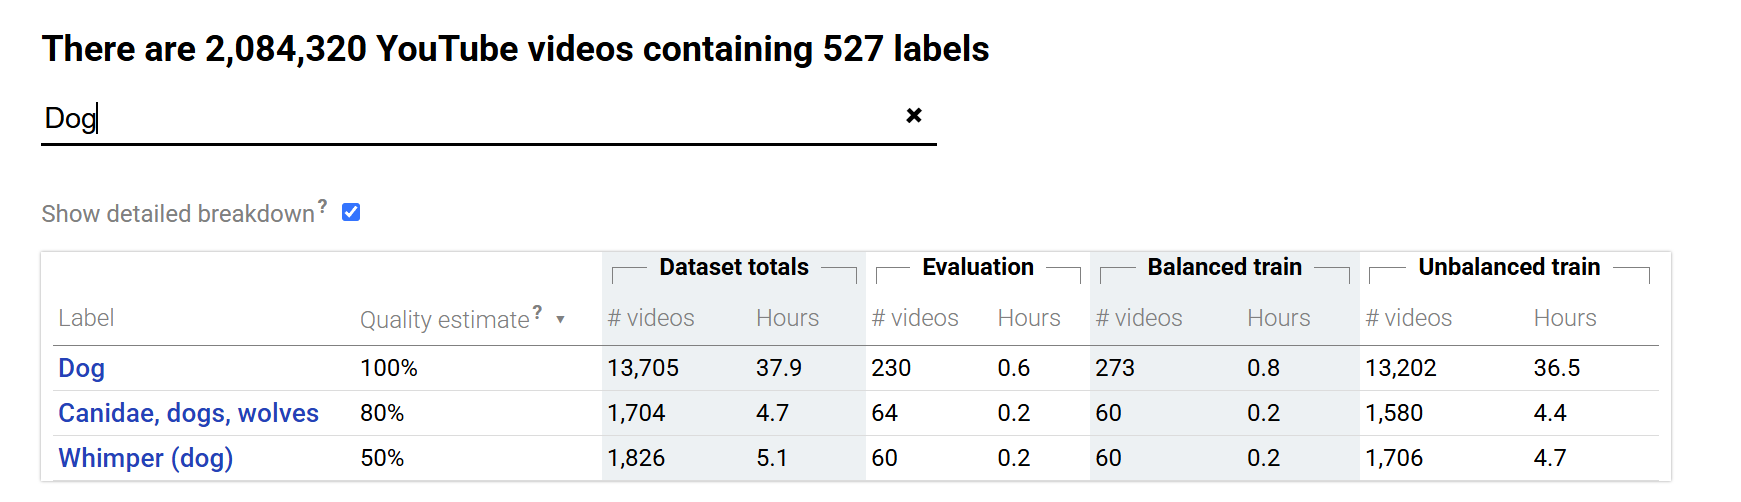 There are 2,084,320 YouTube videos containing 527 labels
Dog
Show detailed breakdown?
Dataset totals Evaluation Balanced train Unbalanced train
Label Quality estimate? ▼ # videos Hours # videos Hours # videos Hours # videos Hours
Dog 100% 13,705 37.9 230 0.6 273 0.8 13,202 36.5
Canidae, dogs, wolves 80% 1,704 4.7 64 0.2 60 0.2 1,580 4.4
Whimper (dog) 50% 1,826 5.1 60 0.2 60 0.2 1,706 4.7